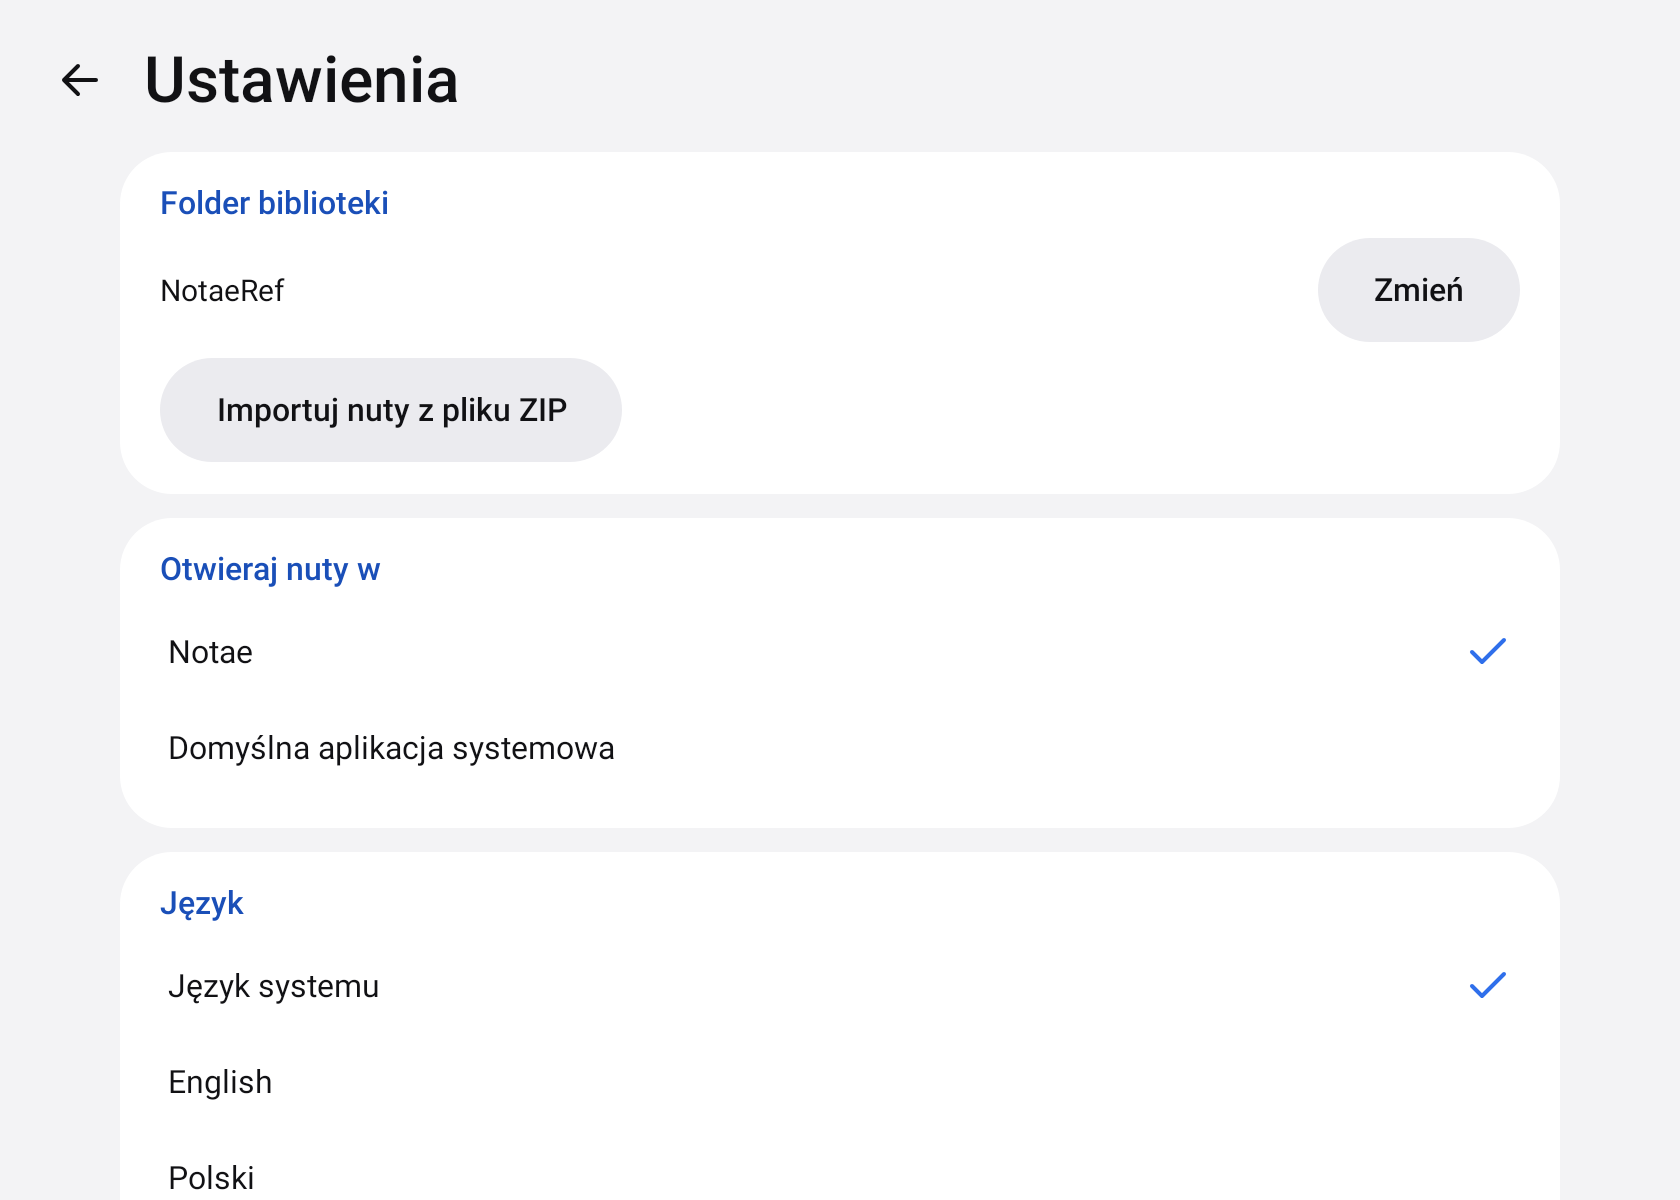 Ustawienia
Folder biblioteki
NotaeRef
Zmień
Importuj nuty z pliku ZIP
Otwieraj nuty w
Notae
Domyślna aplikacja systemowa
Język
Język systemu
English
Polski